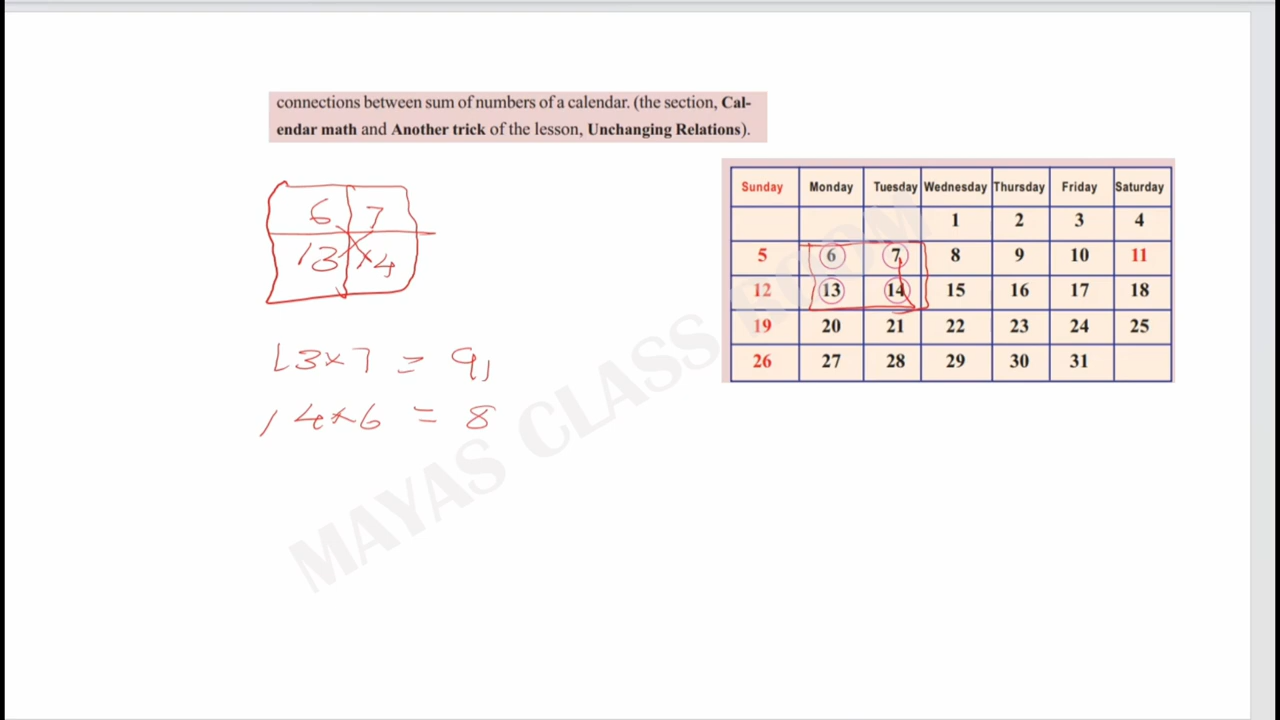 connections between sum of numbers of a calendar. (the section, Cal-
endar math and Another trick of the lesson, Unchanging Relations).
Sunday Monday Tuesday Wednesday Thursday Friday Saturday
1 2 3 4
5 6 7 8 9 10 11
12 13 14 15 16 17 18
19 20 21 22 23 24 25
26 27 28 29 30 31
6 7
13 14
13×7 = 91
14×6 = 8
MAYAS CLASS ROOM